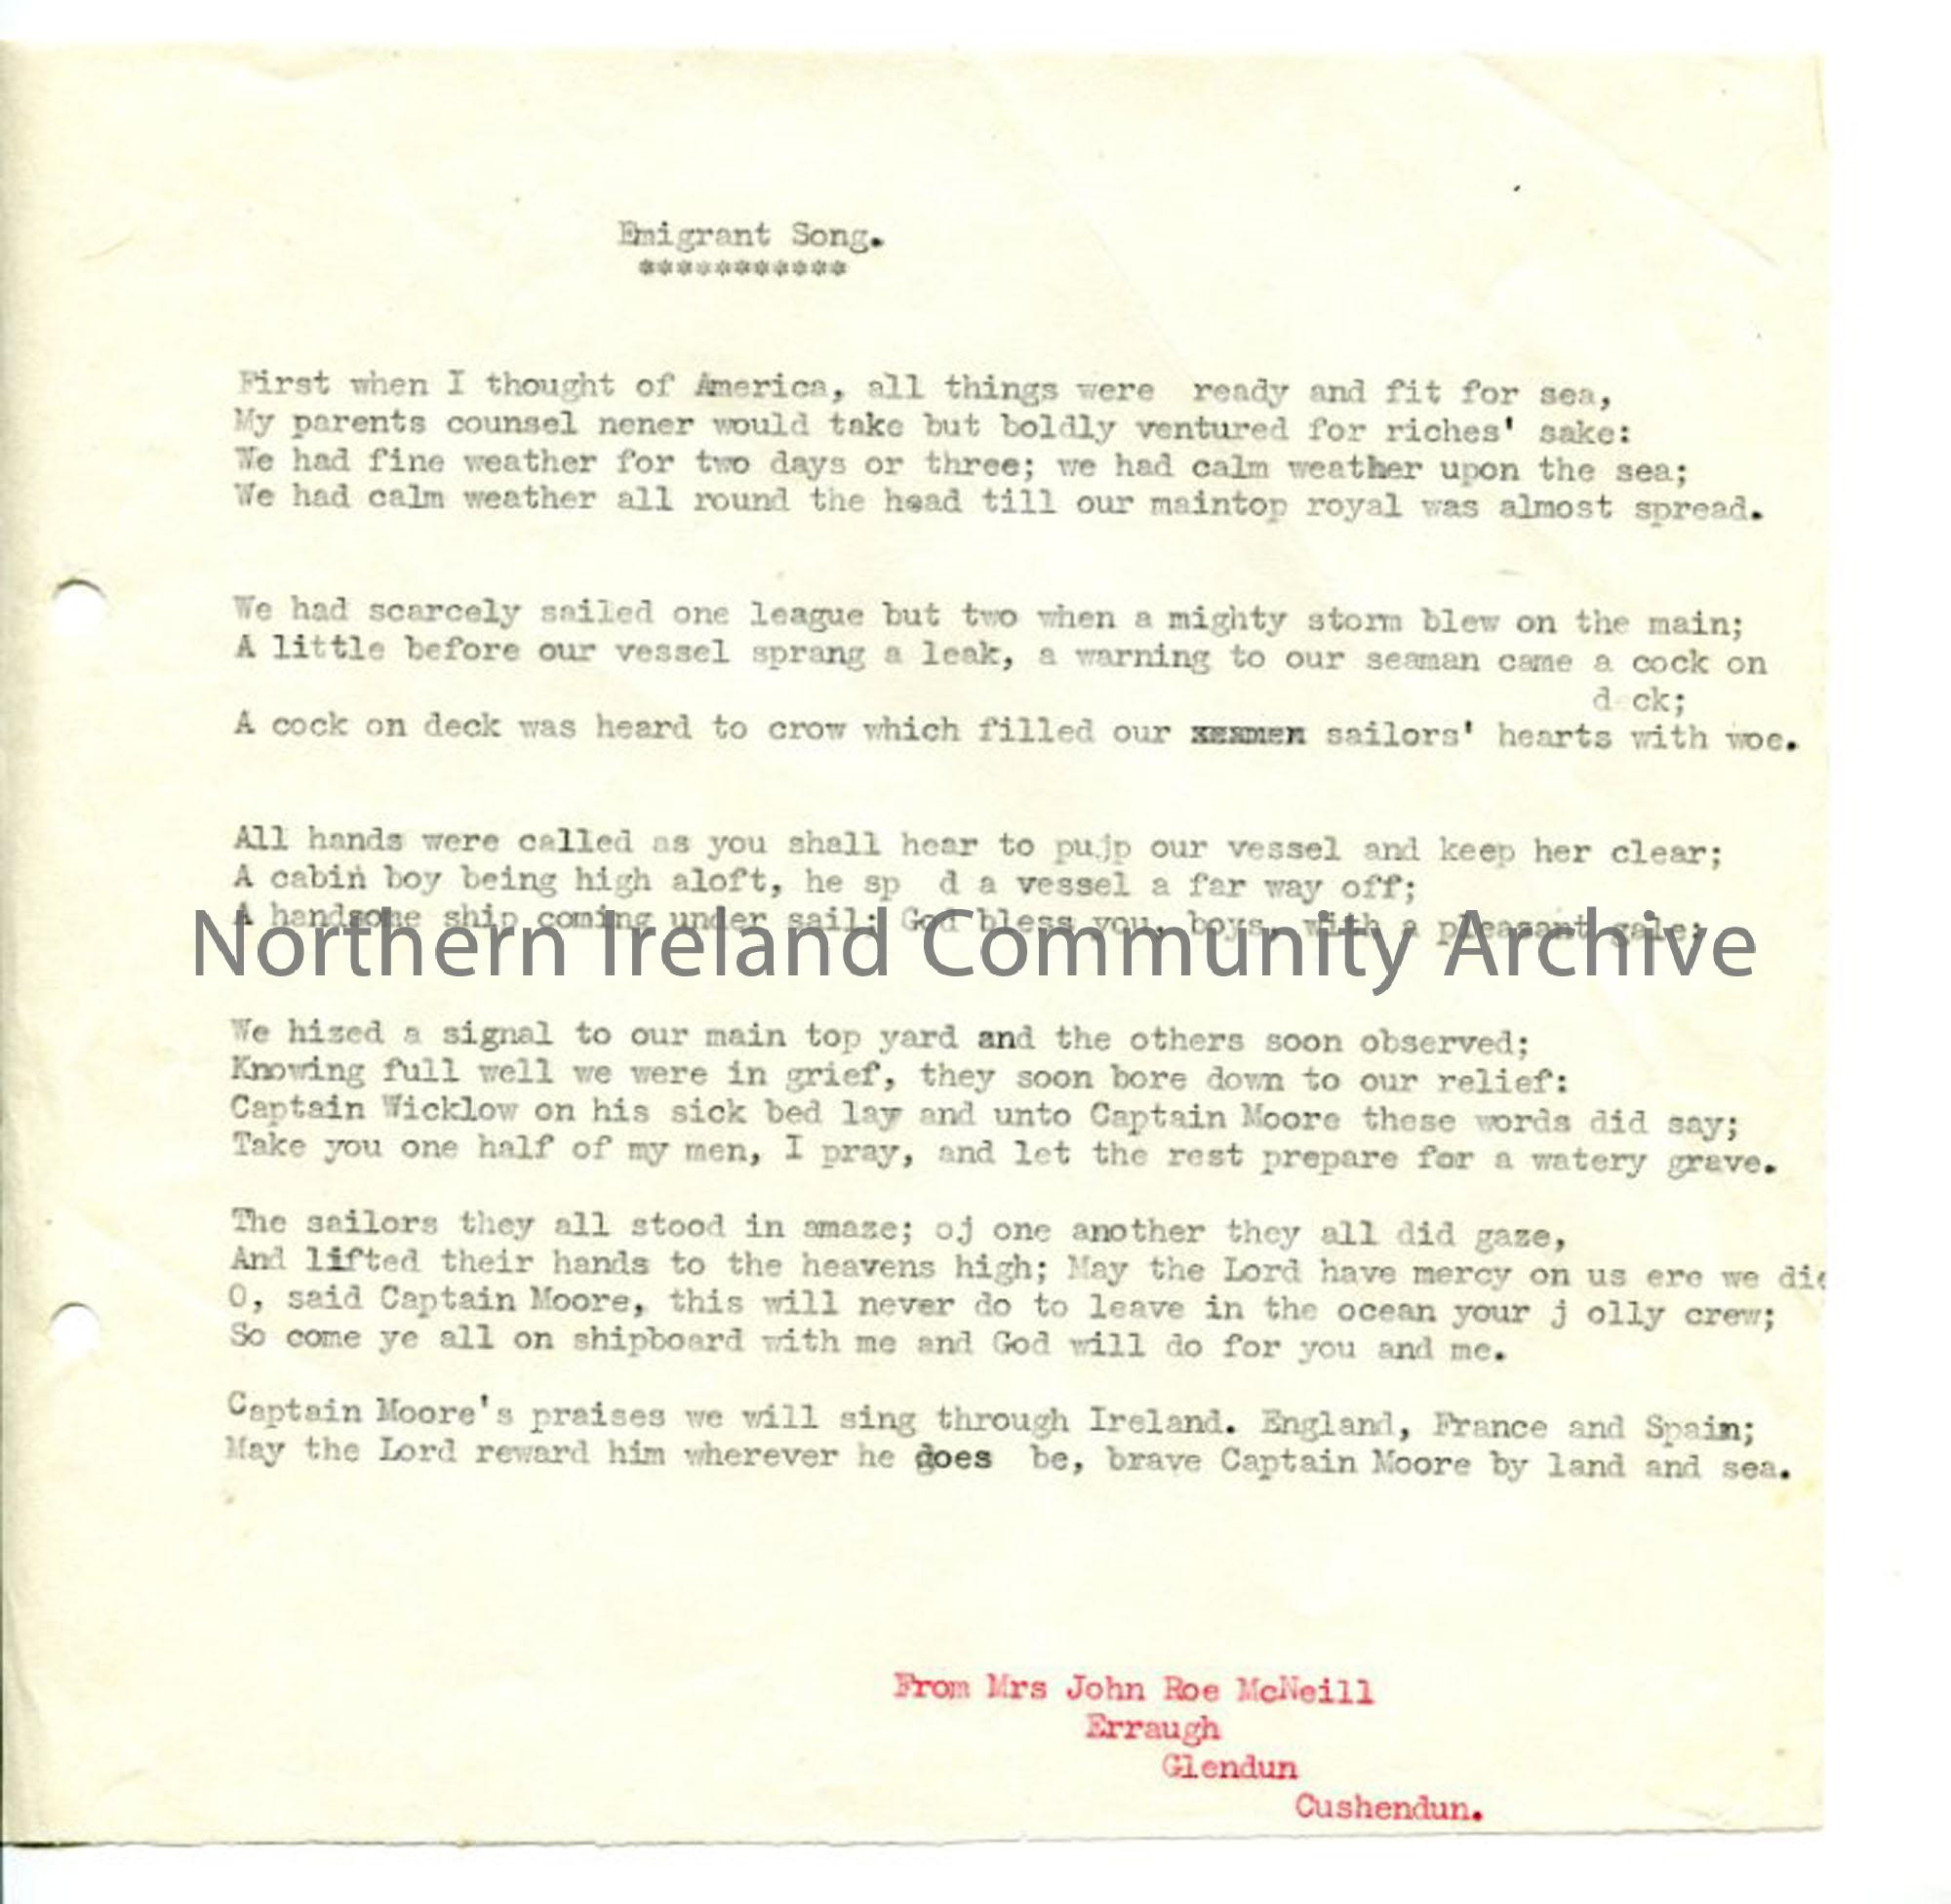 Emigrant Song.
***********
First when I thought of America, all things were ready and fit for sea,
My parents counsel nener would take but boldly ventured for riches' sake:
We had fine weather for two days or three; we had calm weather upon the sea;
We had calm weather all round the head till our maintop royal was almost spread.
We had scarcely sailed one league but two when a mighty storm blew on the main;
A little before our vessel sprang a leak, a warning to our seaman came a cock on
d ck;
A cock on deck was heard to crow which filled our sailors' hearts with woe.
All hands were called as you shall hear to pujp our vessel and keep her clear;
A cabin boy being high aloft, he sp d a vessel a far way off;
A handsome ship coming under sail; God bless you, boys, with a pleasant gale;
Northern Ireland Community Archive
We hized a signal to our main top yard and the others soon observed;
Knowing full well we were in grief, they soon bore down to our relief:
Captain Wicklow on his sick bed lay and unto Captain Moore these words did say;
Take you one half of my men, I pray, and let the rest prepare for a watery grave.
The sailors they all stood in amaze; oj one another they all did gaze,
And lifted their hands to the heavens high; May the Lord have mercy on us ere we die
O, said Captain Moore, this will never do to leave in the ocean your j olly crew;
So come ye all on shipboard with me and God will do for you and me.
Captain Moore's praises we will sing through Ireland. England, France and Spain;
May the Lord reward him wherever he goes be, brave Captain Moore by land and sea.
From Mrs John Roe McNeill
Erraugh
Glendun
Cushendun.